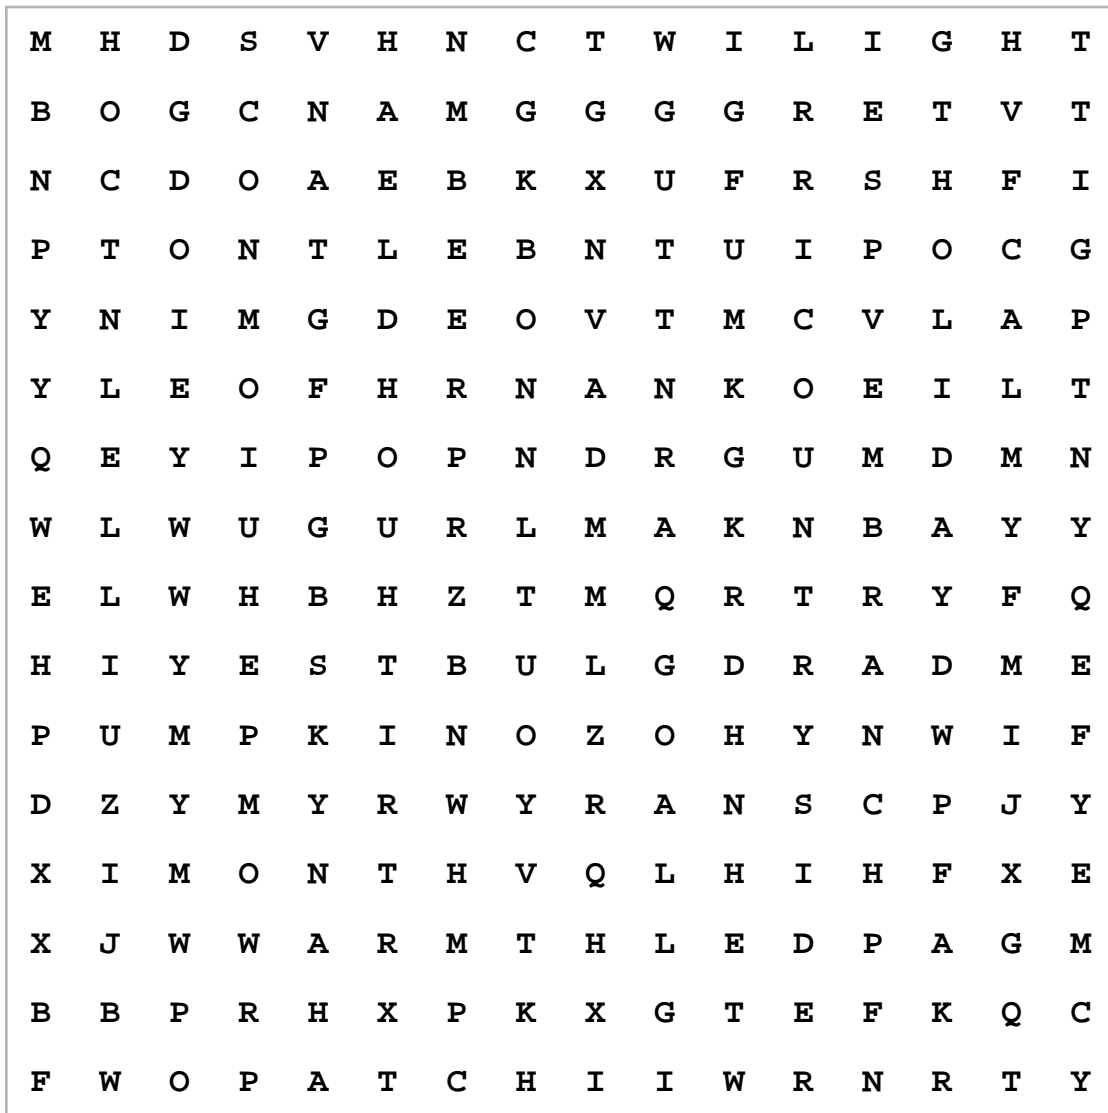 M H D S V H N C T W I L I G H T
B O G C N A M G G G G R E T V T
N C D O A E B K X U F R S H F I
P T O N T L E B N T U I P O C G
Y N I M G D E O V T M C V L A P
Y L E O F H R N A N K O E I L T
Q E Y I P O P N D R G U M D M N
W L W U G U R L M A K N B A Y Y
E L W H B H Z T M Q R T R Y F Q
H I Y E S T B U L G D R A D M E
P U M P K I N O Z O H Y N W I F
D Z Y M Y R W Y R A N S C P J Y
X I M O N T H V Q L H I H F X E
X J W W A R M T H L E D P A G M
B B P R H X P K X G T E F K Q C
F W O P A T C H I I W R N R T Y